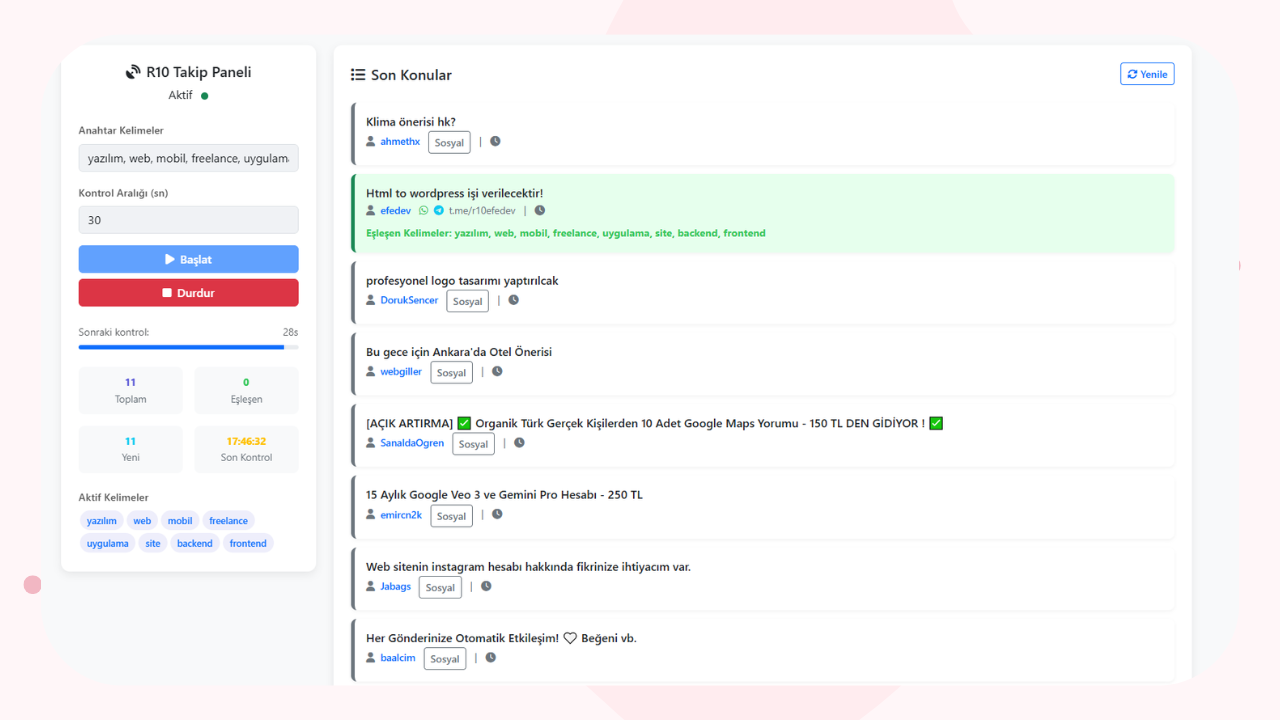 R10 Takip Paneli
Aktif
Anahtar Kelimeler
yazılım, web, mobil, freelance, uygulam
Kontrol Aralığı (sn)
30
Başlat
Durdur
Sonraki kontrol: 28s
11 0
Toplam Eşleşen
11 17:46:32
Yeni Son Kontrol
Aktif Kelimeler
yazılım web mobil freelance
uygulama site backend frontend
Son Konular
Yenile
Klima önerisi hk?
ahmethx Sosyal |
Html to wordpress işi verilecektir!
efedev t.me/r10efedev |
Eşleşen Kelimeler: yazılım, web, mobil, freelance, uygulama, site, backend, frontend
profesyonel logo tasarımı yaptırılcak
DorukSencer Sosyal |
Bu gece için Ankara'da Otel Önerisi
webgiller Sosyal |
[AÇIK ARTIRMA] ✅ Organik Türk Gerçek Kişilerden 10 Adet Google Maps Yorumu - 150 TL DEN GİDİYOR ! ✅
SanaldaOgren Sosyal |
15 Aylık Google Veo 3 ve Gemini Pro Hesabı - 250 TL
emircn2k Sosyal |
Web sitenin instagram hesabı hakkında fikrinize ihtiyacım var.
Jabags Sosyal |
Her Gönderinize Otomatik Etkileşim! ♡ Beğeni vb.
baalcim Sosyal |